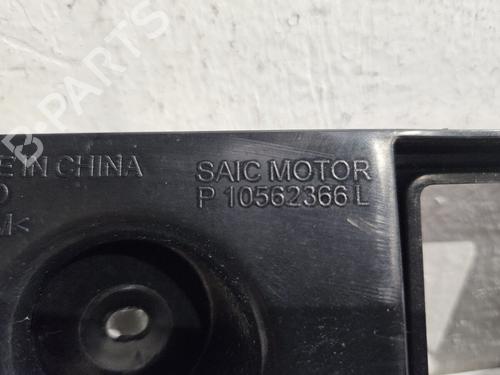 B PARTS
E IN CHINA
O
M<
SAIC MOTOR
P 10562366 L